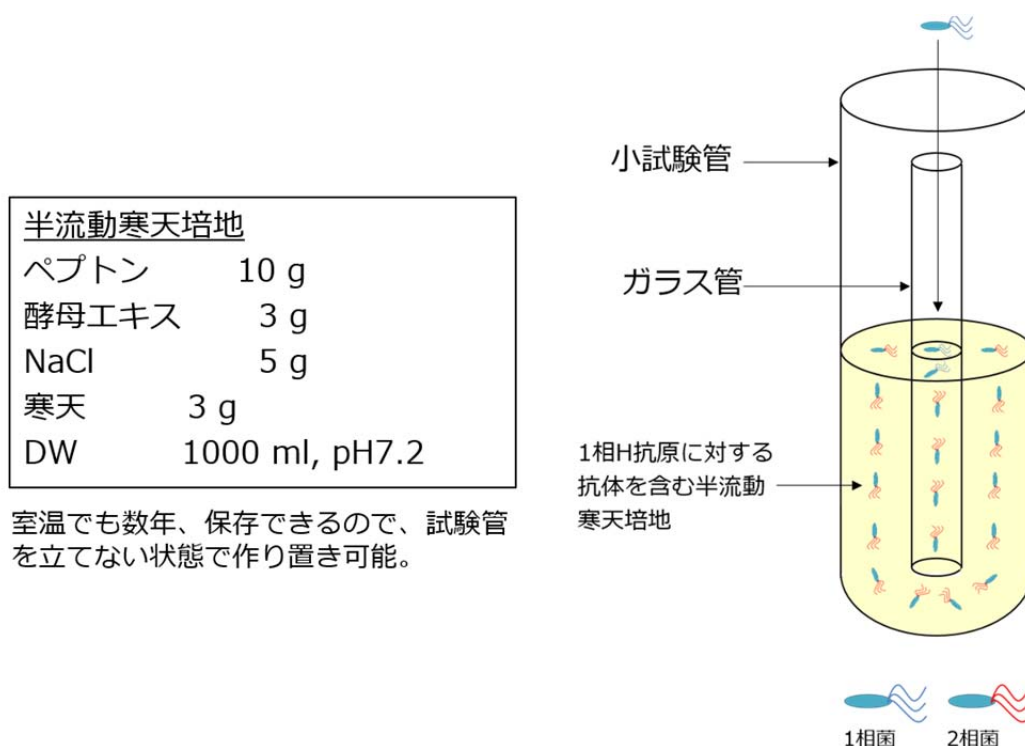 半流動寒天培地
ペプトン 10 g
酵母エキス 3 g
NaCl 5 g
寒天 3 g
DW 1000 ml, pH7.2
室温でも数年、保存できるので、試験管
を立てない状態で作り置き可能。
小試験管
ガラス管
1相H抗原に対する
抗体を含む半流動
寒天培地
1相菌 2相菌